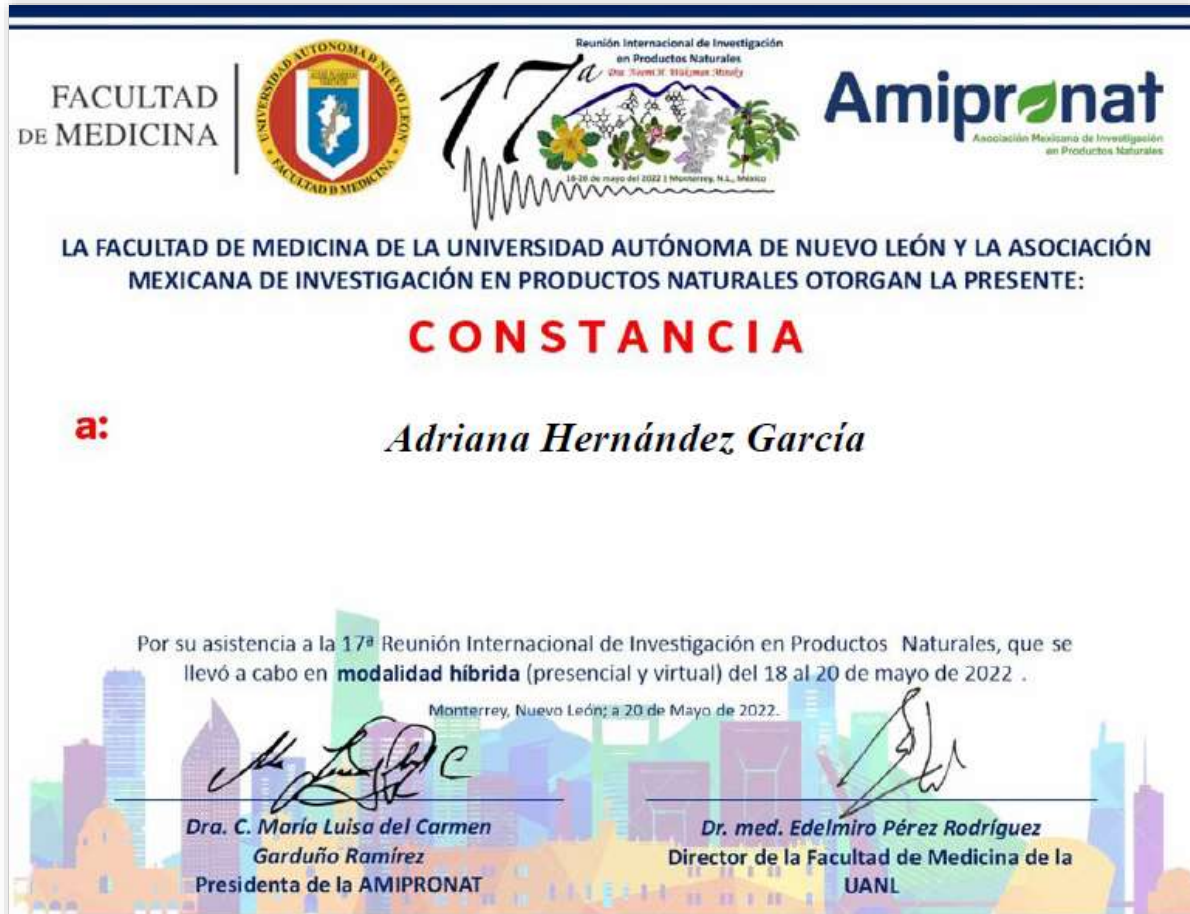 FACULTAD
DE MEDICINA
UNIVERSIDAD AUTONOMA D NUEVO LEON
FACULTAD D MEDICINA
17ª
Reunión Internacional de Investigación
en Productos Naturales
18-20 de mayo del 2022 | Monterrey, N.L., México
Amipronat
Asociación Mexicana de Investigación
en Productos Naturales
LA FACULTAD DE MEDICINA DE LA UNIVERSIDAD AUTÓNOMA DE NUEVO LEÓN Y LA ASOCIACIÓN
MEXICANA DE INVESTIGACIÓN EN PRODUCTOS NATURALES OTORGAN LA PRESENTE:
CONSTANCIA
a:
Adriana Hernández García
Por su asistencia a la 17ª Reunión Internacional de Investigación en Productos Naturales, que se
llevó a cabo en modalidad híbrida (presencial y virtual) del 18 al 20 de mayo de 2022 .
Monterrey, Nuevo León; a 20 de Mayo de 2022.
Dra. C. María Luisa del Carmen
Garduño Ramírez
Presidenta de la AMIPRONAT
Dr. med. Edelmiro Pérez Rodríguez
Director de la Facultad de Medicina de la
UANL